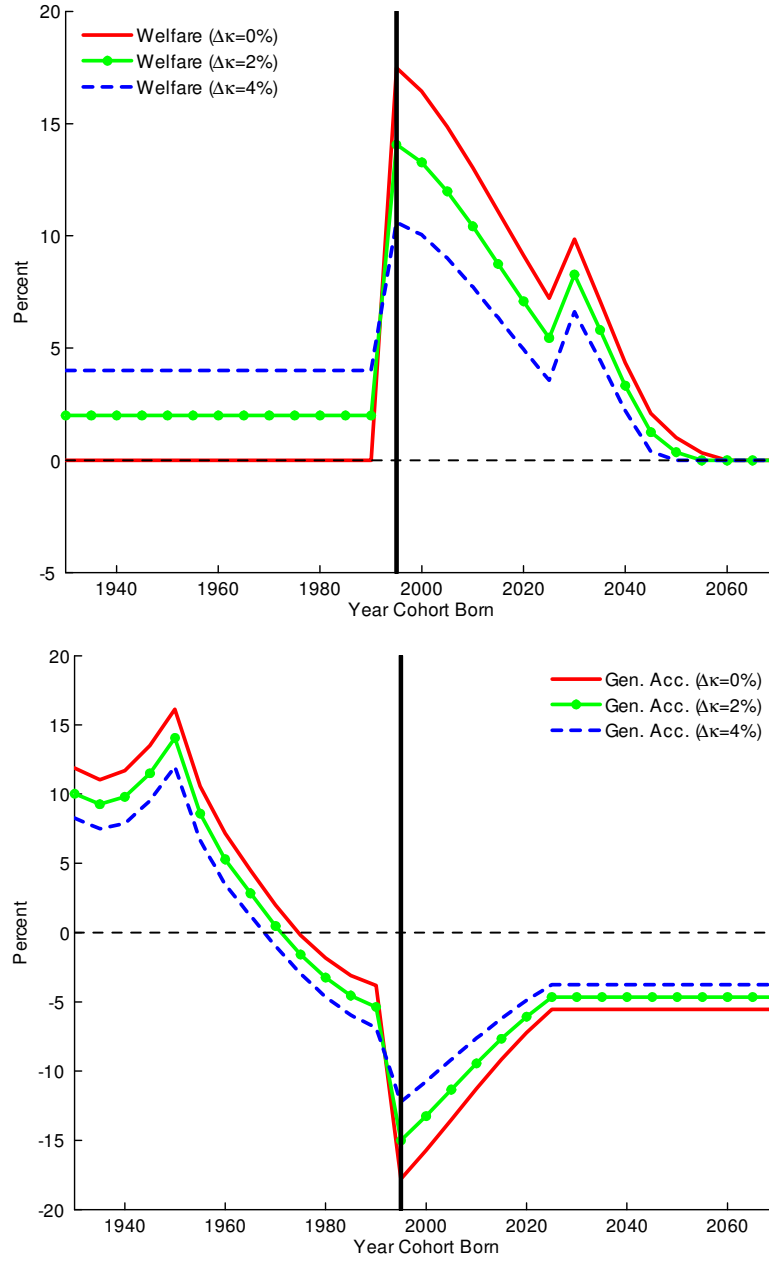 20
15
10
5
0
-5
Percent
Welfare (Δκ=0%)
Welfare (Δκ=2%)
Welfare (Δκ=4%)
1940 1960 1980 2000 2020 2040 2060
Year Cohort Born
20
15
10
5
0
-5
-10
-15
-20
Percent
Gen. Acc. (Δκ=0%)
Gen. Acc. (Δκ=2%)
Gen. Acc. (Δκ=4%)
1940 1960 1980 2000 2020 2040 2060
Year Cohort Born